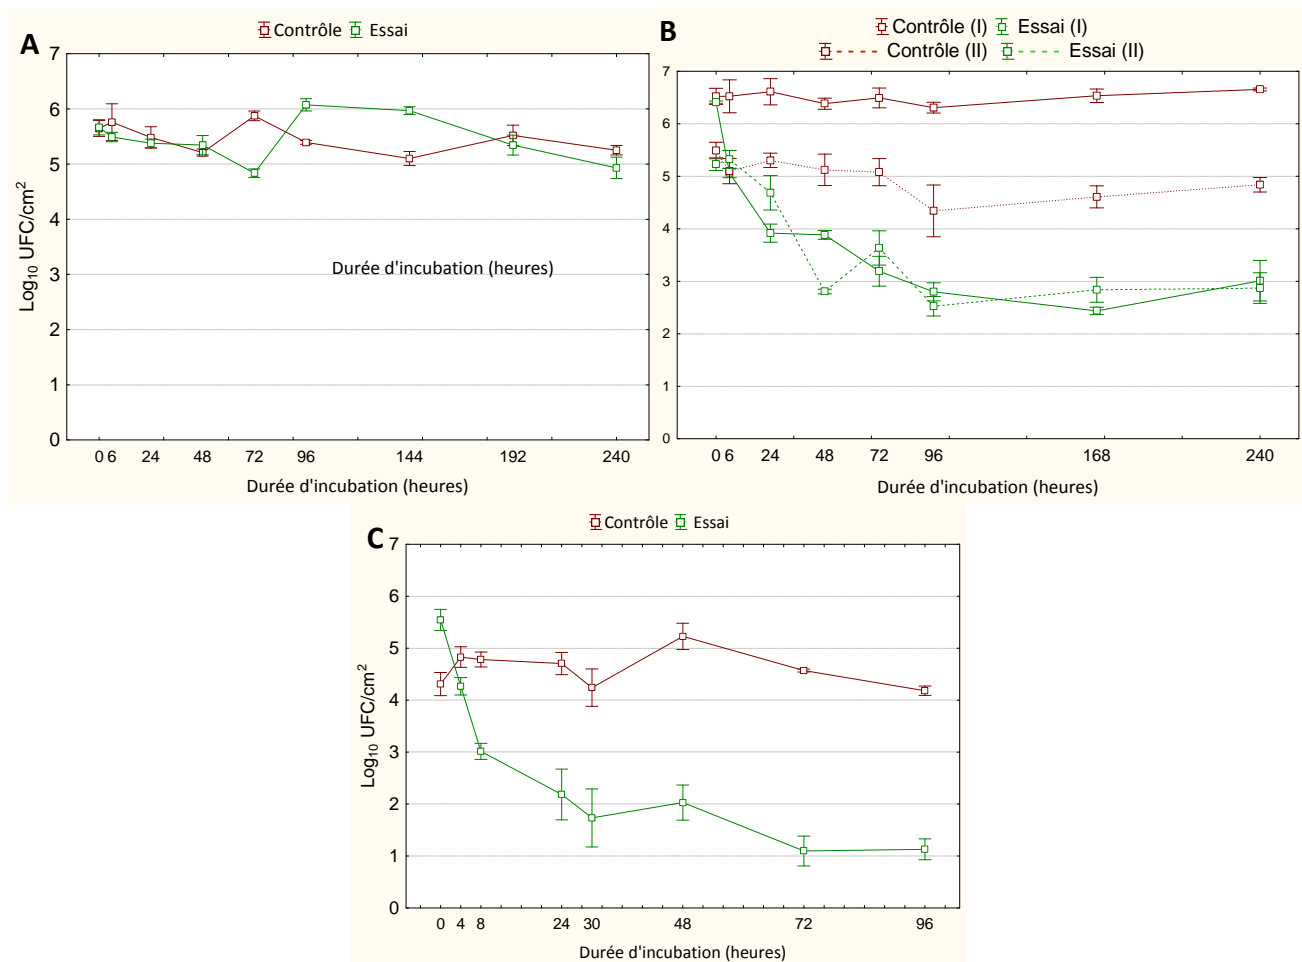 A
Contrôle Essai
7
6
5
4
3
2
1
0
Log10 UFC/cm2
Durée d'incubation (heures)
0 6 24 48 72 96 144 192 240
Durée d'incubation (heures)
B
Contrôle (I) Essai (I)
Contrôle (II) Essai (II)
7
6
5
4
3
2
1
0
0 6 24 48 72 96 168 240
Durée d'incubation (heures)
C
Contrôle Essai
7
6
5
4
3
2
1
0
Log10 UFC/cm2
0 4 8 24 30 48 72 96
Durée d'incubation (heures)